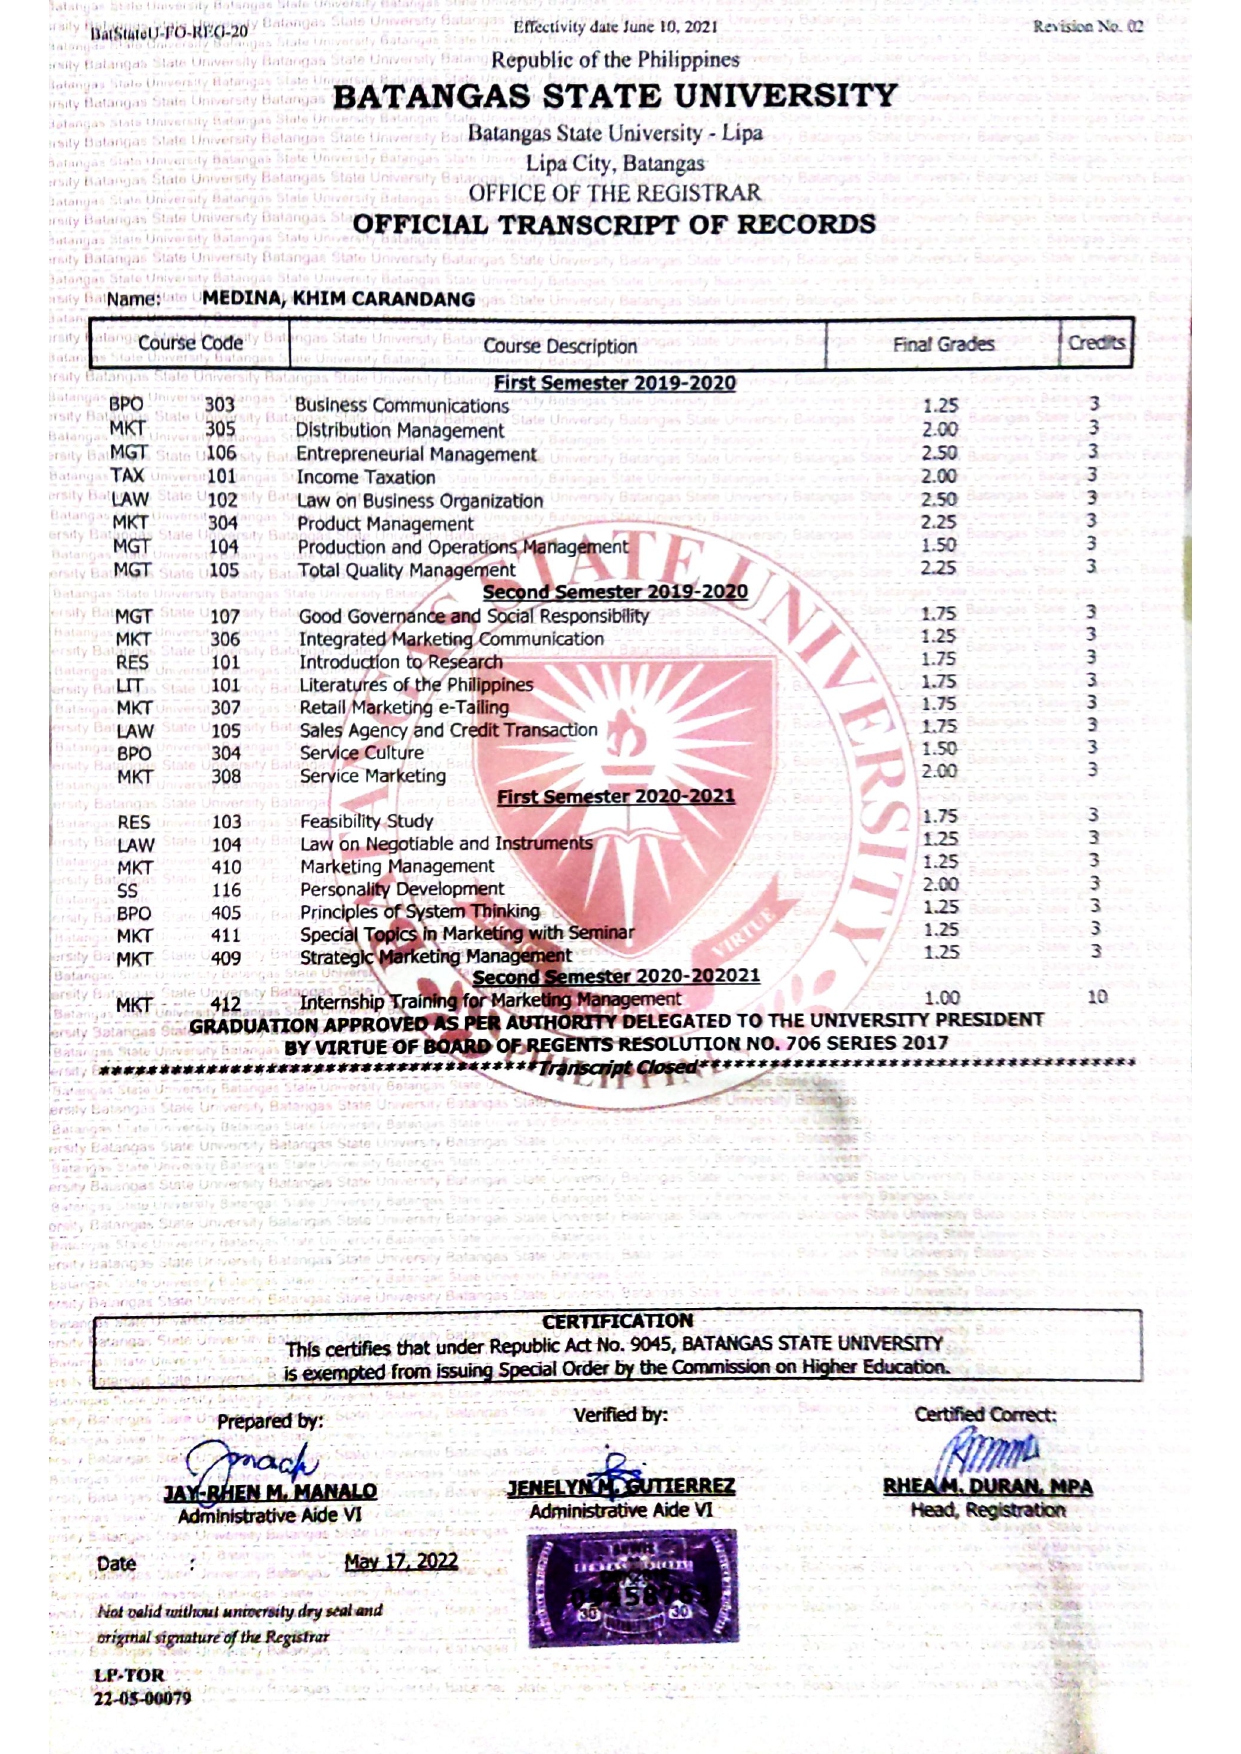 BatStateU-FO-REG-20 Effectivity date June 10, 2021 Revision No. 02
Republic of the Philippines
BATANGAS STATE UNIVERSITY
Batangas State University - Lipa
Lipa City, Batangas
OFFICE OF THE REGISTRAR
OFFICIAL TRANSCRIPT OF RECORDS
Name: MEDINA, KHIM CARANDANG
Course Code Course Description Final Grades Credits
First Semester 2019-2020
BPO 303 Business Communications 1.25 3
MKT 305 Distribution Management 2.00 3
MGT 106 Entrepreneurial Management 2.50 3
TAX 101 Income Taxation 2.00 3
LAW 102 Law on Business Organization 2.50 3
MKT 304 Product Management 2.25 3
MGT 104 Production and Operations Management 1.50 3
MGT 105 Total Quality Management 2.25 3
Second Semester 2019-2020
MGT 107 Good Governance and Social Responsibility 1.75 3
MKT 306 Integrated Marketing Communication 1.25 3
RES 101 Introduction to Research 1.75 3
LIT 101 Literatures of the Philippines 1.75 3
MKT 307 Retail Marketing e-Tailing 1.75 3
LAW 105 Sales Agency and Credit Transaction 1.75 3
BPO 304 Service Culture 1.50 3
MKT 308 Service Marketing 2.00 3
First Semester 2020-2021
RES 103 Feasibility Study 1.75 3
LAW 104 Law on Negotiable and Instruments 1.25 3
MKT 410 Marketing Management 1.25 3
SS 116 Personality Development 2.00 3
BPO 405 Principles of System Thinking 1.25 3
MKT 411 Special Topics in Marketing with Seminar 1.25 3
MKT 409 Strategic Marketing Management 1.25 3
Second Semester 2020-202021
MKT 412 Internship Training for Marketing Management 1.00 10
GRADUATION APPROVED AS PER AUTHORITY DELEGATED TO THE UNIVERSITY PRESIDENT
BY VIRTUE OF BOARD OF REGENTS RESOLUTION NO. 706 SERIES 2017
*************************************Transcript Closed*************************************
BATANGAS STATE UNIVERSITY
VIRTUE
PHILIPPINES
CERTIFICATION
This certifies that under Republic Act No. 9045, BATANGAS STATE UNIVERSITY
is exempted from issuing Special Order by the Commission on Higher Education.
Prepared by: Verified by: Certified Correct:
JAY-RHEN M. MANALO JENELYN M. GUTIERREZ RHEA M. DURAN, MPA
Administrative Aide VI Administrative Aide VI Head, Registration
Date : May 17, 2022
30 30
Not valid without university dry seal and
original signature of the Registrar
LP-TOR
22-05-00079